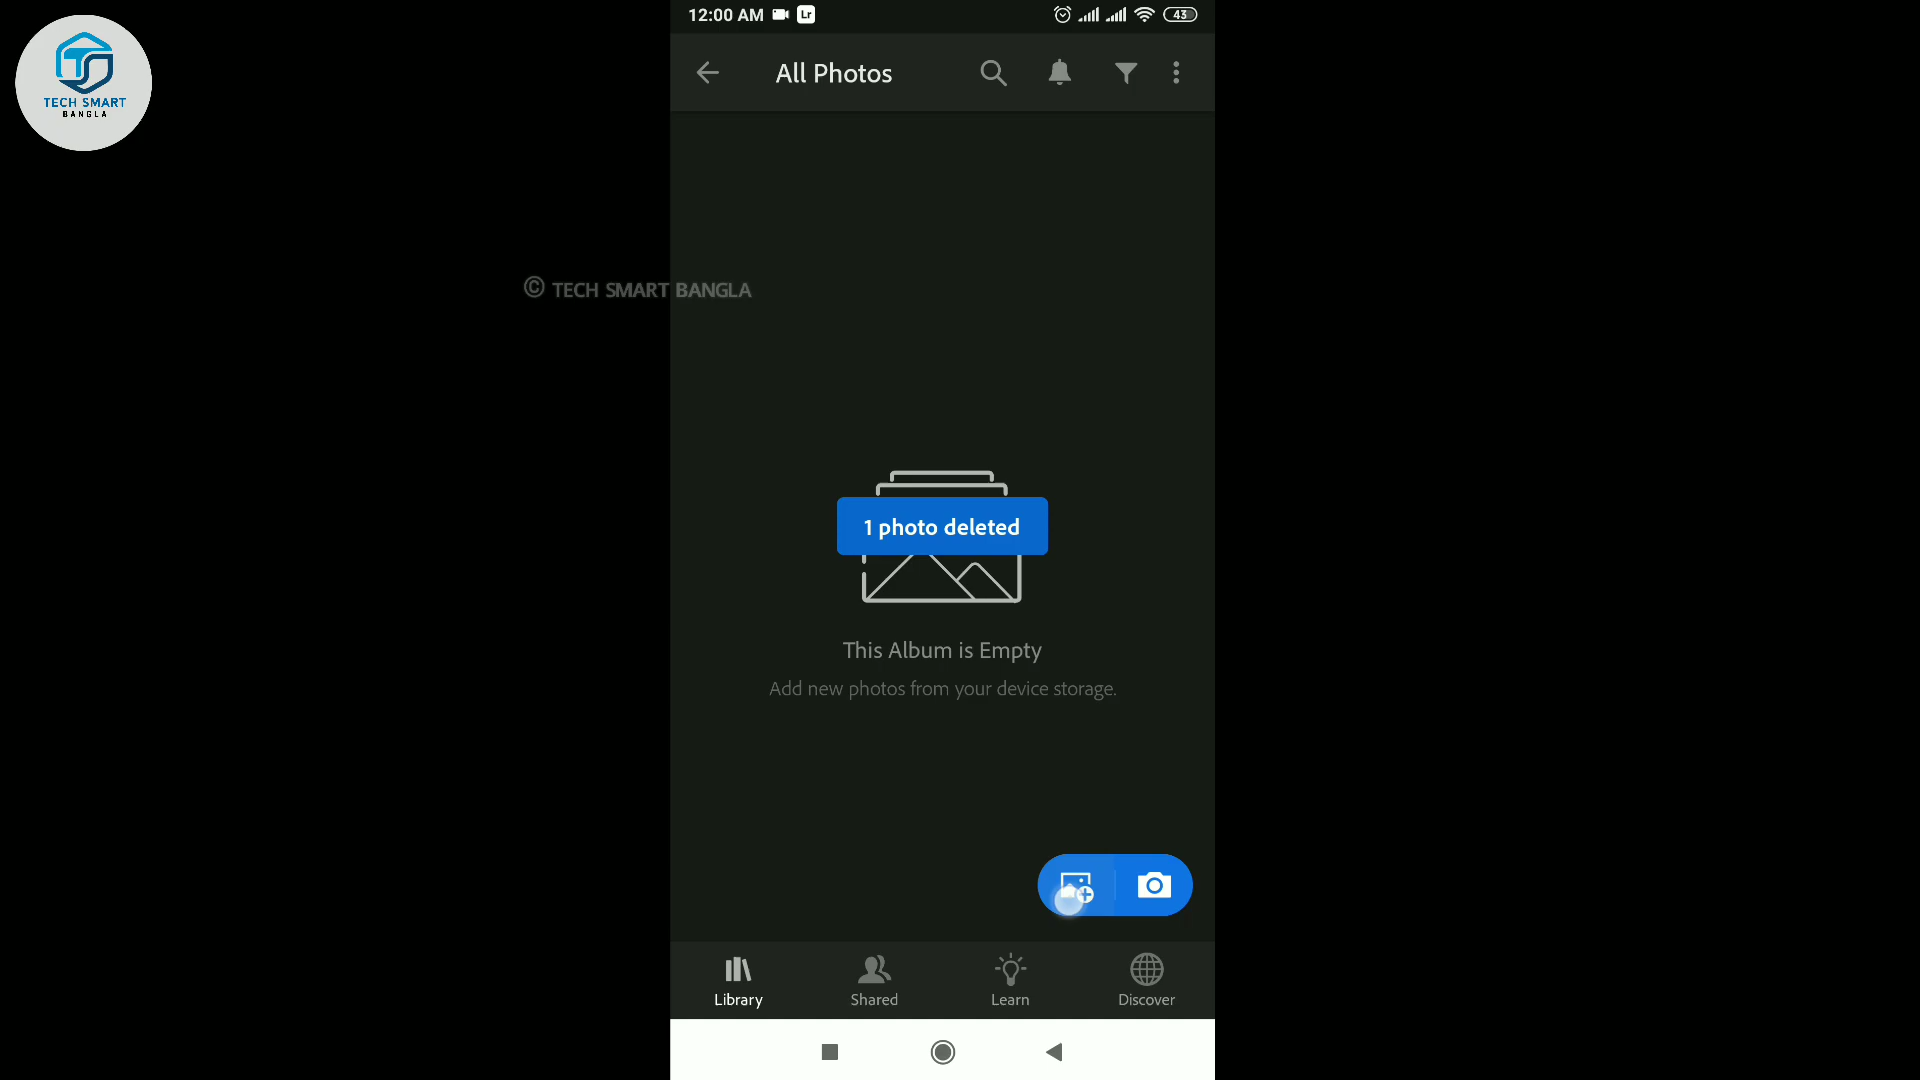 TECH SMART
BANGLA
12:00 AM
Lr
43
All Photos
© TECH SMART BANGLA
1 photo deleted
This Album is Empty
Add new photos from your device storage.
Library
Shared
Learn
Discover